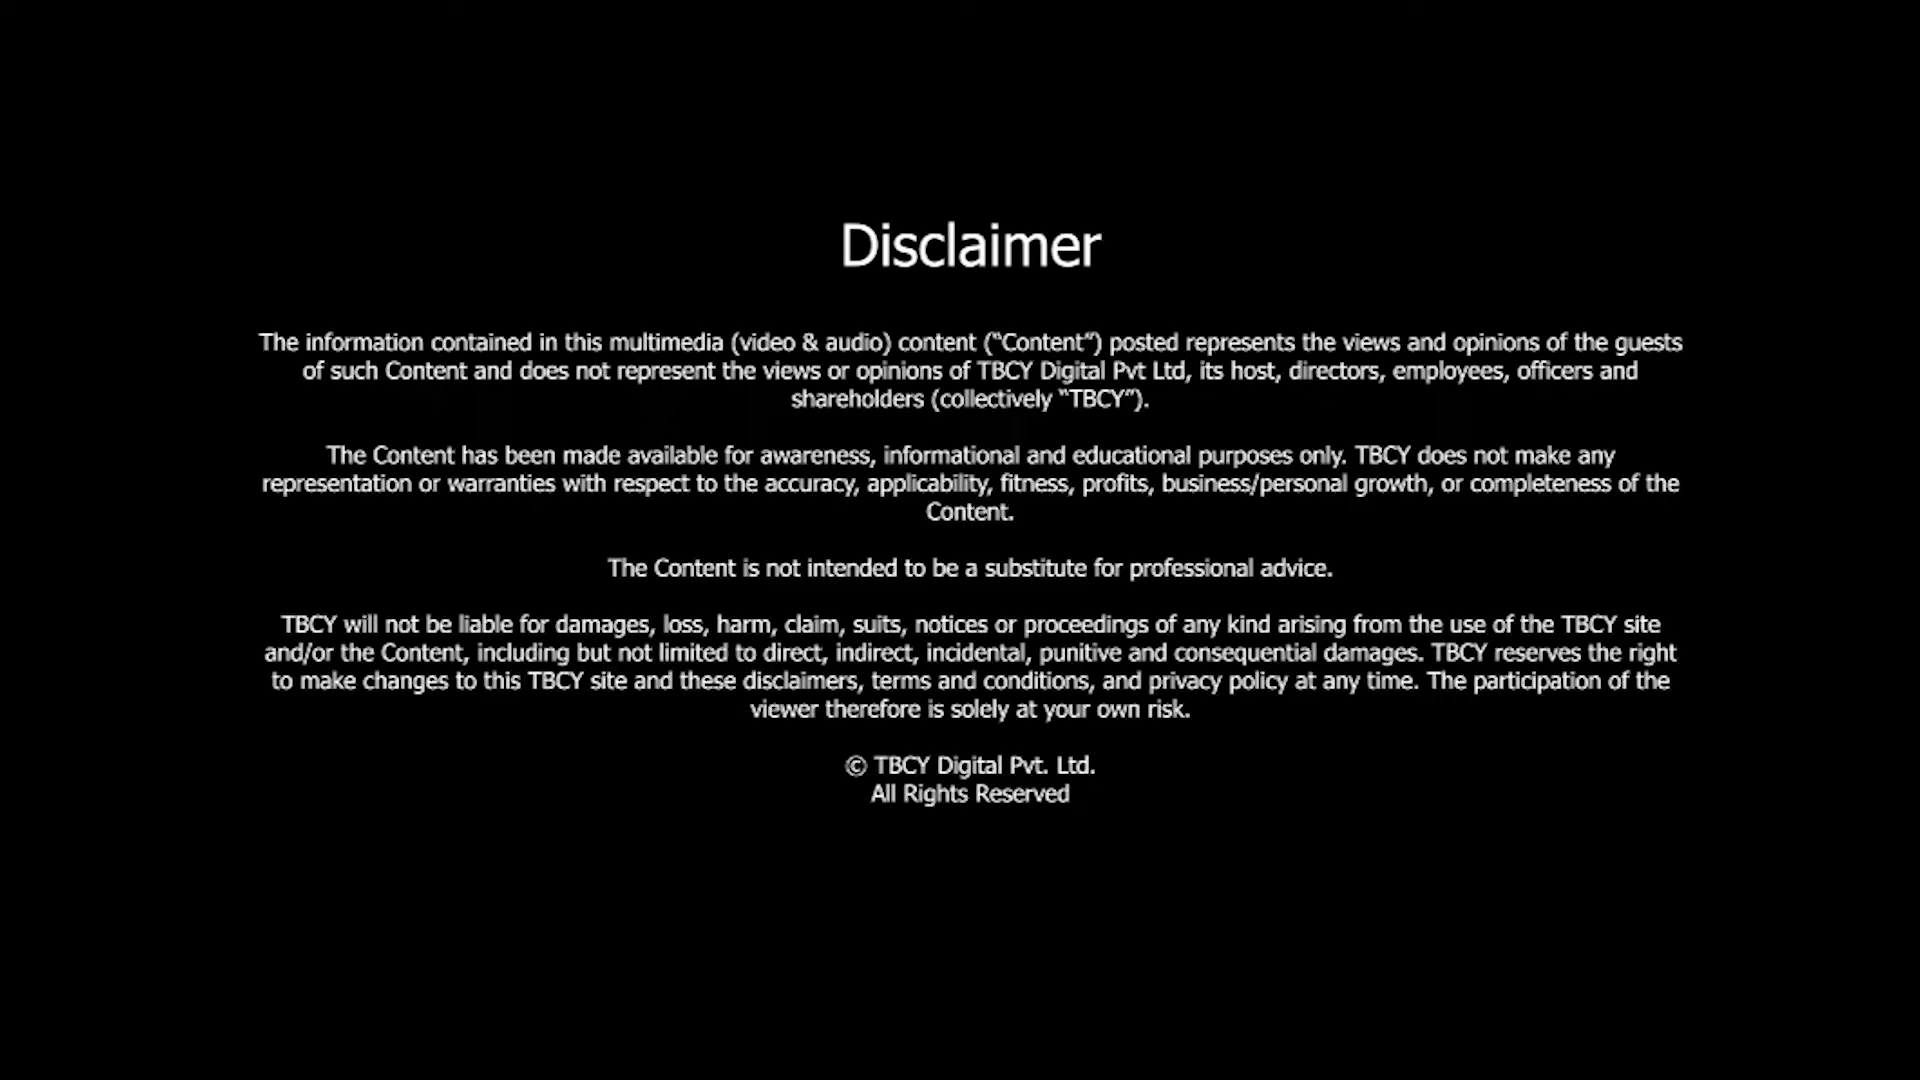 Disclaimer
The information contained in this multimedia (video & audio) content (“Content”) posted represents the views and opinions of the guests
of such Content and does not represent the views or opinions of TBCY Digital Pvt Ltd, its host, directors, employees, officers and
shareholders (collectively “TBCY”).
The Content has been made available for awareness, informational and educational purposes only. TBCY does not make any
representation or warranties with respect to the accuracy, applicability, fitness, profits, business/personal growth, or completeness of the
Content.
The Content is not intended to be a substitute for professional advice.
TBCY will not be liable for damages, loss, harm, claim, suits, notices or proceedings of any kind arising from the use of the TBCY site
and/or the Content, including but not limited to direct, indirect, incidental, punitive and consequential damages. TBCY reserves the right
to make changes to this TBCY site and these disclaimers, terms and conditions, and privacy policy at any time. The participation of the
viewer therefore is solely at your own risk.
© TBCY Digital Pvt. Ltd.
All Rights Reserved